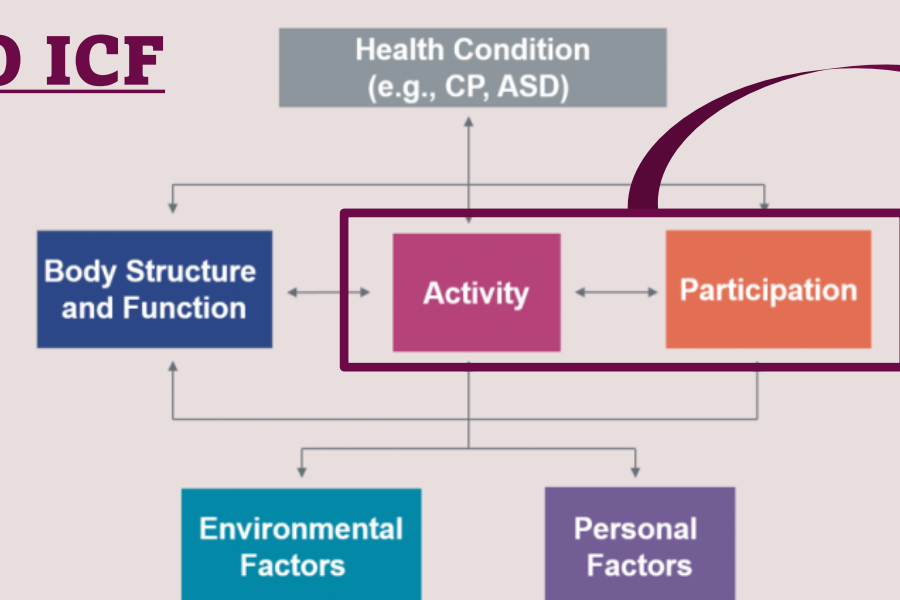 O ICF
Health Condition
(e.g., CP, ASD)
Body Structure
and Function
Activity
Participation
Environmental
Factors
Personal
Factors